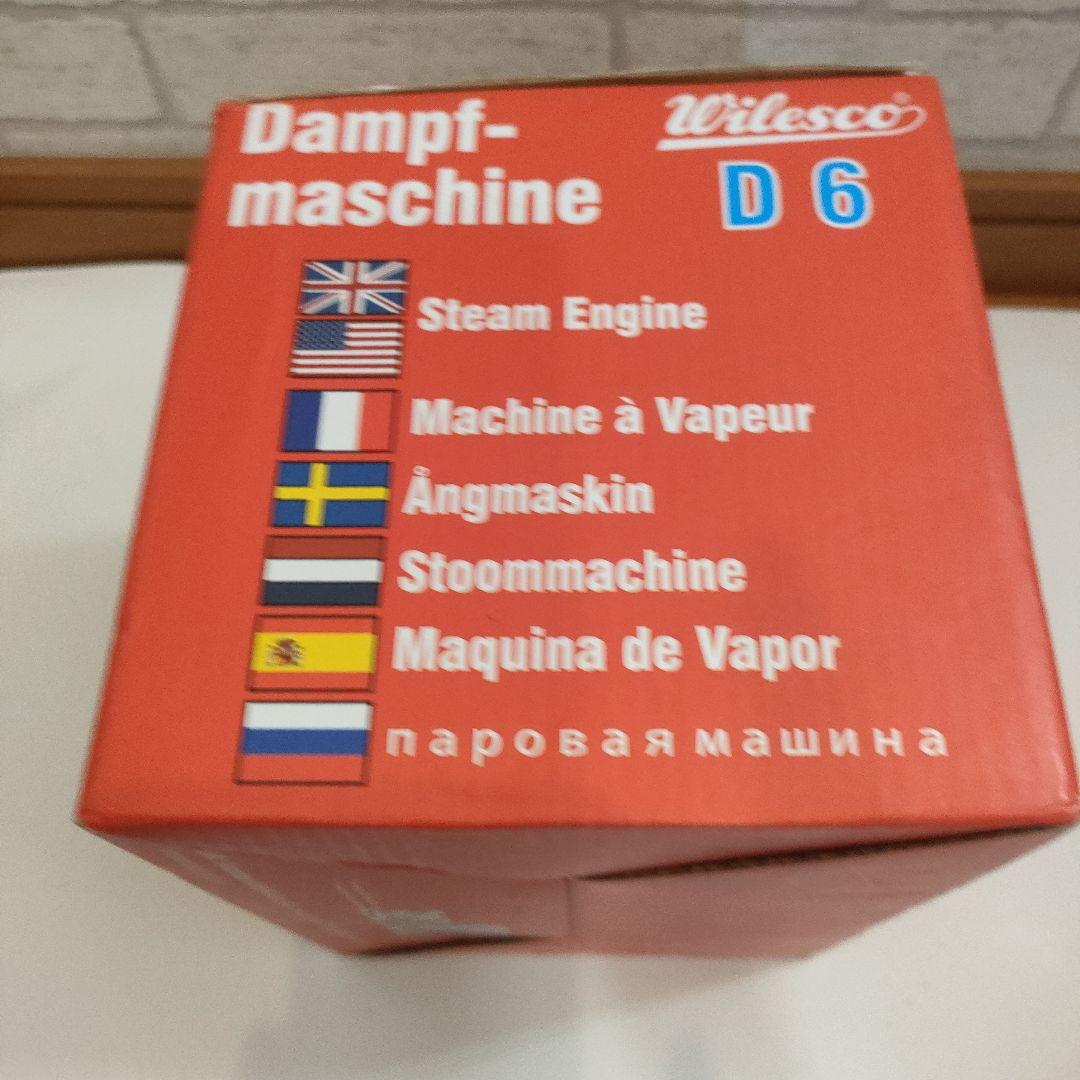 Dampf-
maschine
Wilesco®
D 6
Steam Engine
Machine à Vapeur
Ångmaskin
Stoommachine
Maquina de Vapor
паровая машина